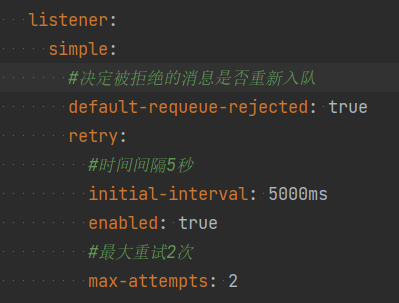 listener:
simple:
#决定被拒绝的消息是否重新入队
default-requeue-rejected: true
retry:
#时间间隔5秒
initial-interval: 5000ms
enabled: true
#最大重试2次
max-attempts: 2